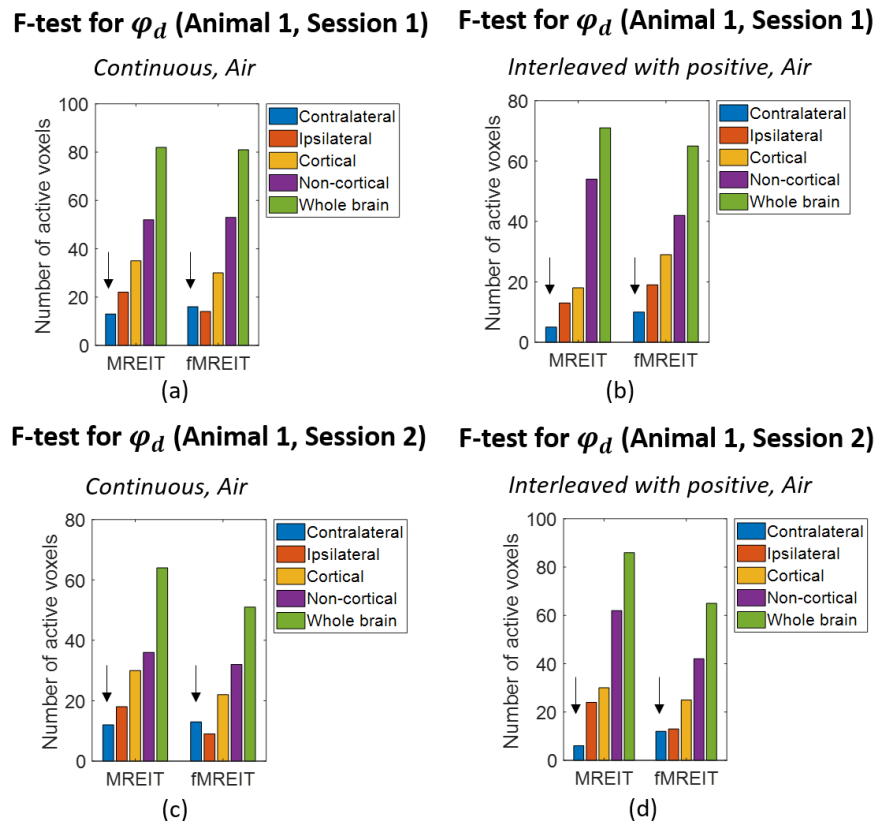 F-test for φ_d (Animal 1, Session 1)
Continuous, Air
Number of active voxels
100
80
60
40
20
0
MREIT fMREIT
Contralateral
Ipsilateral
Cortical
Non-cortical
Whole brain
(a)
F-test for φ_d (Animal 1, Session 1)
Interleaved with positive, Air
Number of active voxels
80
60
40
20
0
MREIT fMREIT
Contralateral
Ipsilateral
Cortical
Non-cortical
Whole brain
(b)
F-test for φ_d (Animal 1, Session 2)
Continuous, Air
Number of active voxels
80
60
40
20
0
MREIT fMREIT
Contralateral
Ipsilateral
Cortical
Non-cortical
Whole brain
(c)
F-test for φ_d (Animal 1, Session 2)
Interleaved with positive, Air
Number of active voxels
100
80
60
40
20
0
MREIT fMREIT
Contralateral
Ipsilateral
Cortical
Non-cortical
Whole brain
(d)